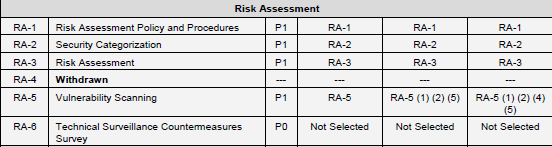 Risk Assessment
RA-1 Risk Assessment Policy and Procedures P1 RA-1 RA-1 RA-1
RA-2 Security Categorization P1 RA-2 RA-2 RA-2
RA-3 Risk Assessment P1 RA-3 RA-3 RA-3
RA-4 Withdrawn --- --- --- ---
RA-5 Vulnerability Scanning P1 RA-5 RA-5 (1) (2) (5) RA-5 (1) (2) (4)
(5)
RA-6 Technical Surveillance Countermeasures P0 Not Selected Not Selected Not Selected
Survey